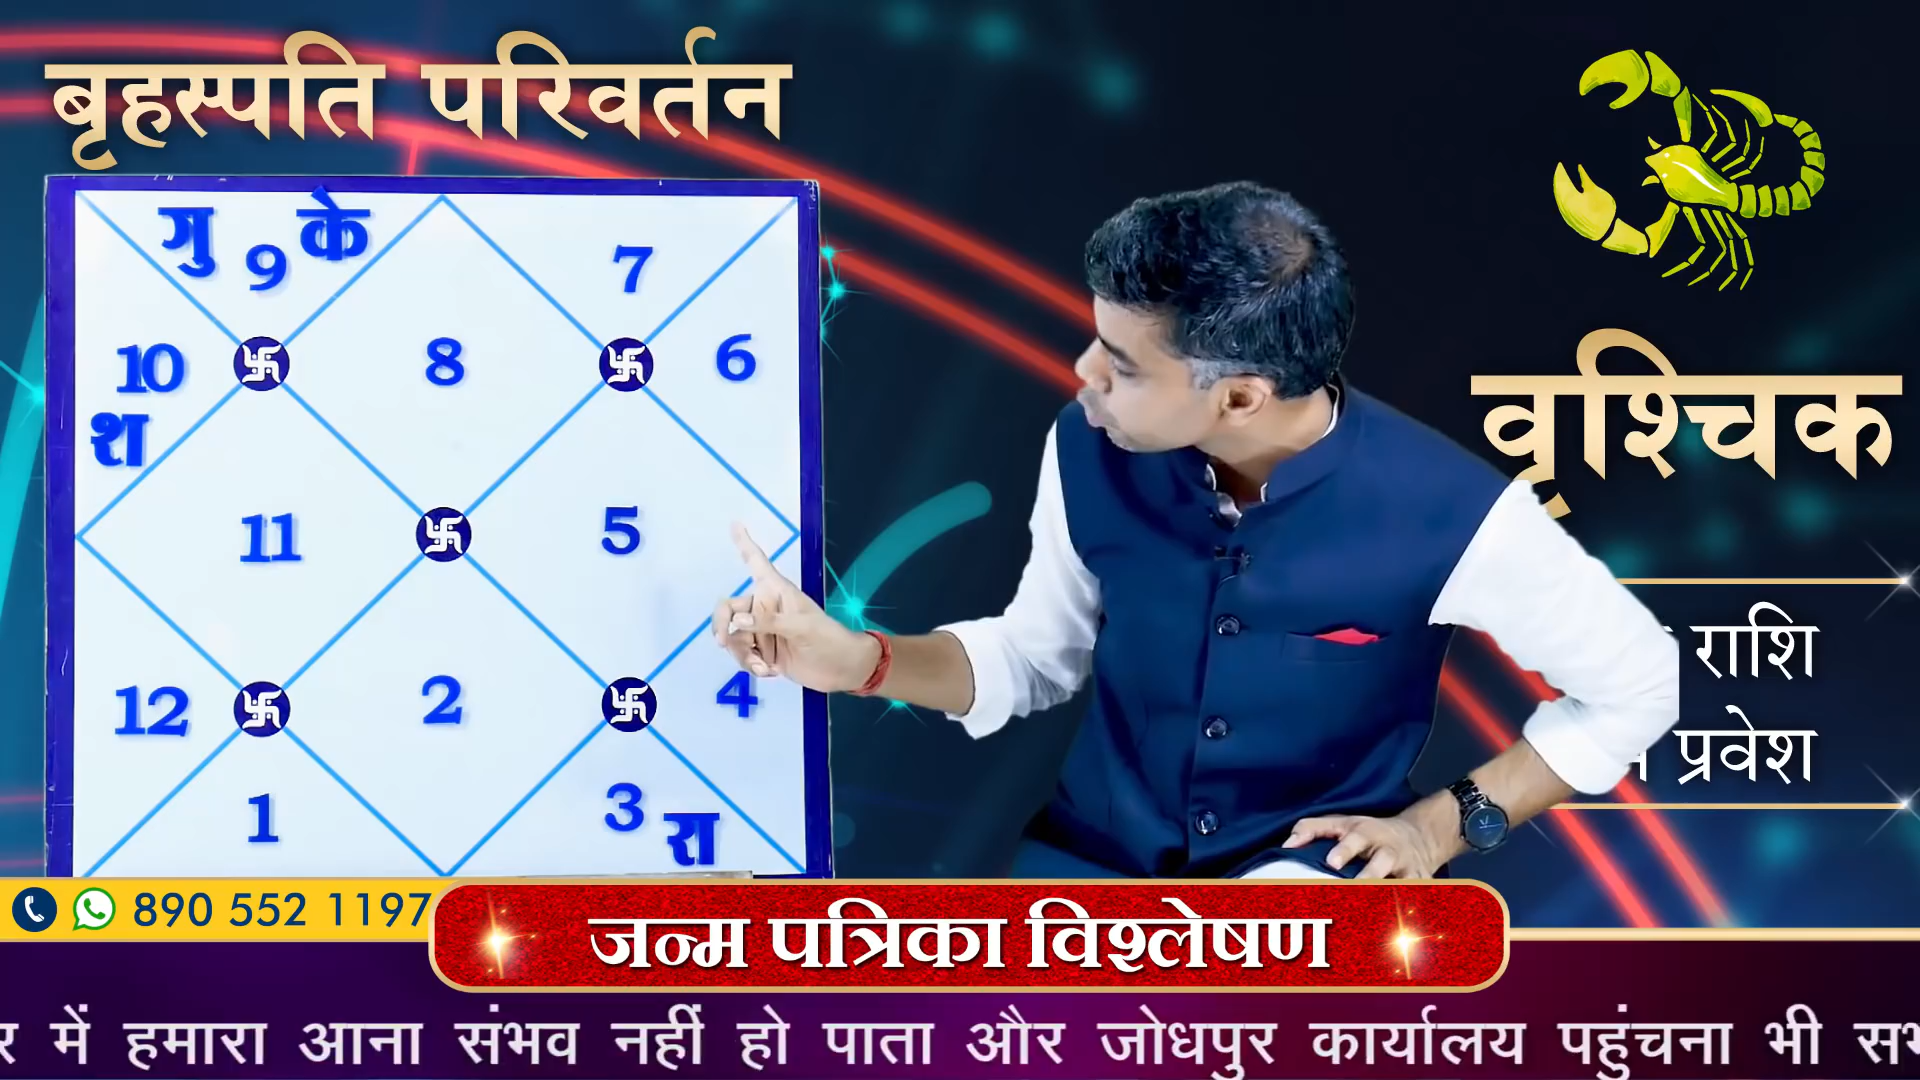 बृहस्पति परिवर्तन
गु 9 के
7
10
8
6
श
11
5
12
2
4
1
3 रा
वृश्चिक
राशि
प्रवेश
890 552 1197
जन्म पत्रिका विश्लेषण
में हमारा आना संभव नहीं हो पाता और जोधपुर कार्यालय पहुंचना भी